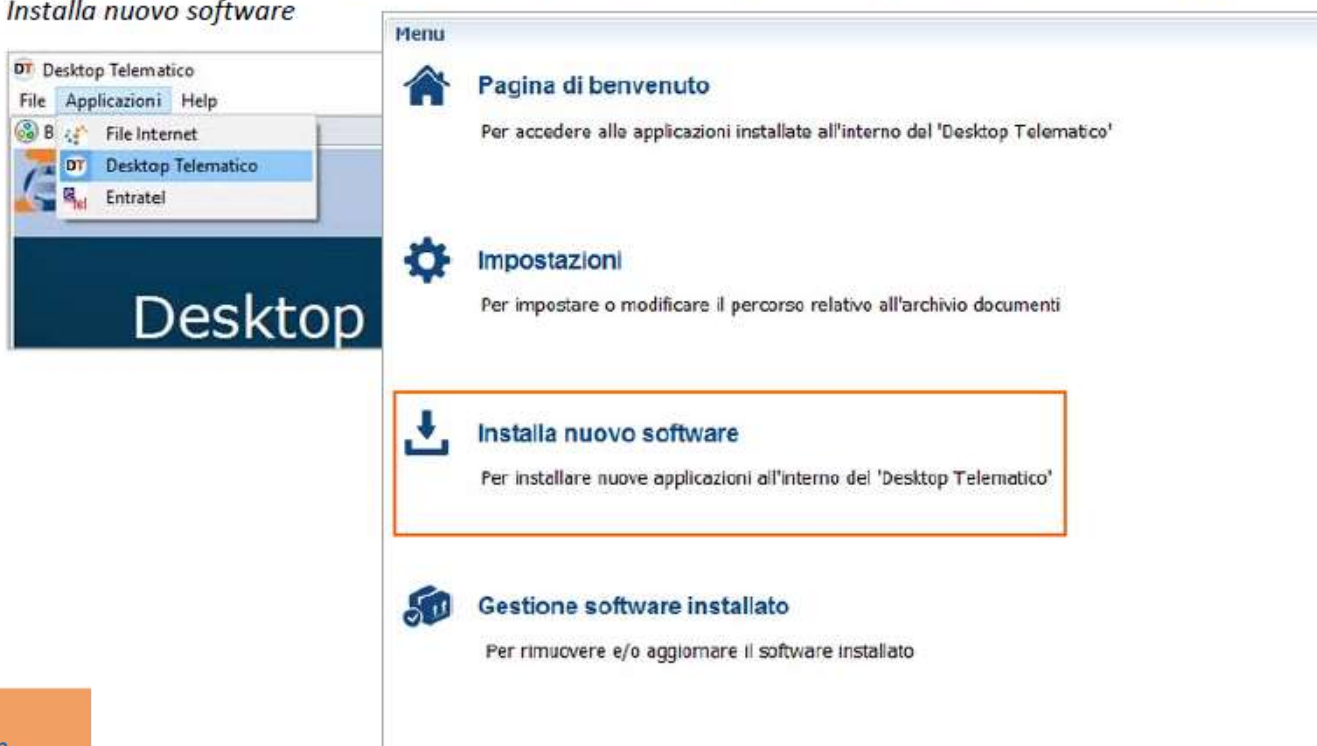 Installa nuovo software
DT Desktop Telematico
File Applicazioni Help
B
File Internet
DT Desktop Telematico
Entratel
Desktop
Menu
Pagina di benvenuto
Per accedere alle applicazioni installate all'interno del 'Desktop Telematico'
Impostazioni
Per impostare o modificare il percorso relativo all'archivio documenti
Installa nuovo software
Per installare nuove applicazioni all'interno del 'Desktop Telematico'
Gestione software installato
Per rimuovere e/o aggiornare il software installato